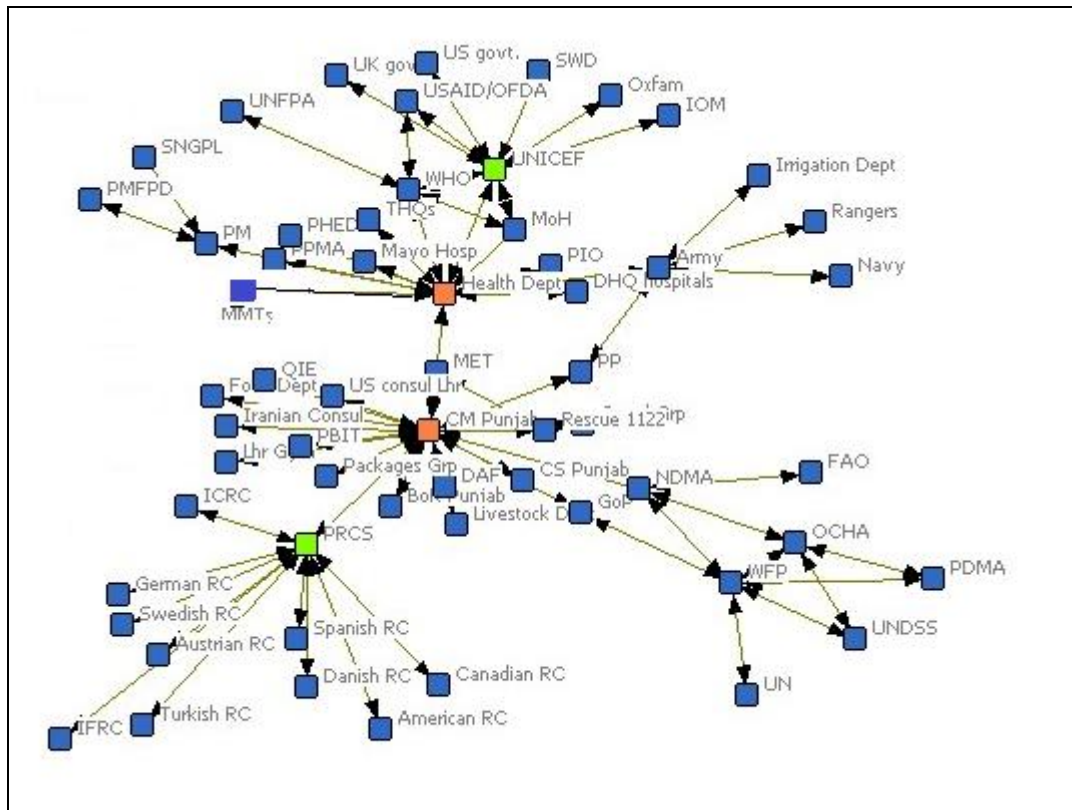 US govt.
UK gov
SWD
USAID/OFDA
Oxfam
UNFPA
IOM
SNGPL
UNICEF
WHO
Irrigation Dept
PMFPD
THQs
MoH
Rangers
PHED
PM
Mayo Hosp
PIO
Army
Navy
Health Dept
DHQ hospitals
MMTs
MET
PP
QIE
Dept
US consul Lhr
Iranian Consul
CM Punjab
Rescue 1122
PBIT
Lhr
Packages Grp
DAF
CS Punjab
NDMA
FAO
ICRC
BoR Punjab
Livestock D
GoP
OCHA
PRCS
WFP
PDMA
German RC
Swedish RC
Spanish RC
UNDSS
Austrian RC
Danish RC
Canadian RC
UN
Turkish RC
American RC
IFRC